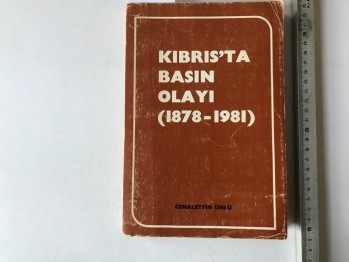 KIBRIS'TA
BASIN
OLAYI
(1878-1981)
CEMALETTİN ÜNLÜ